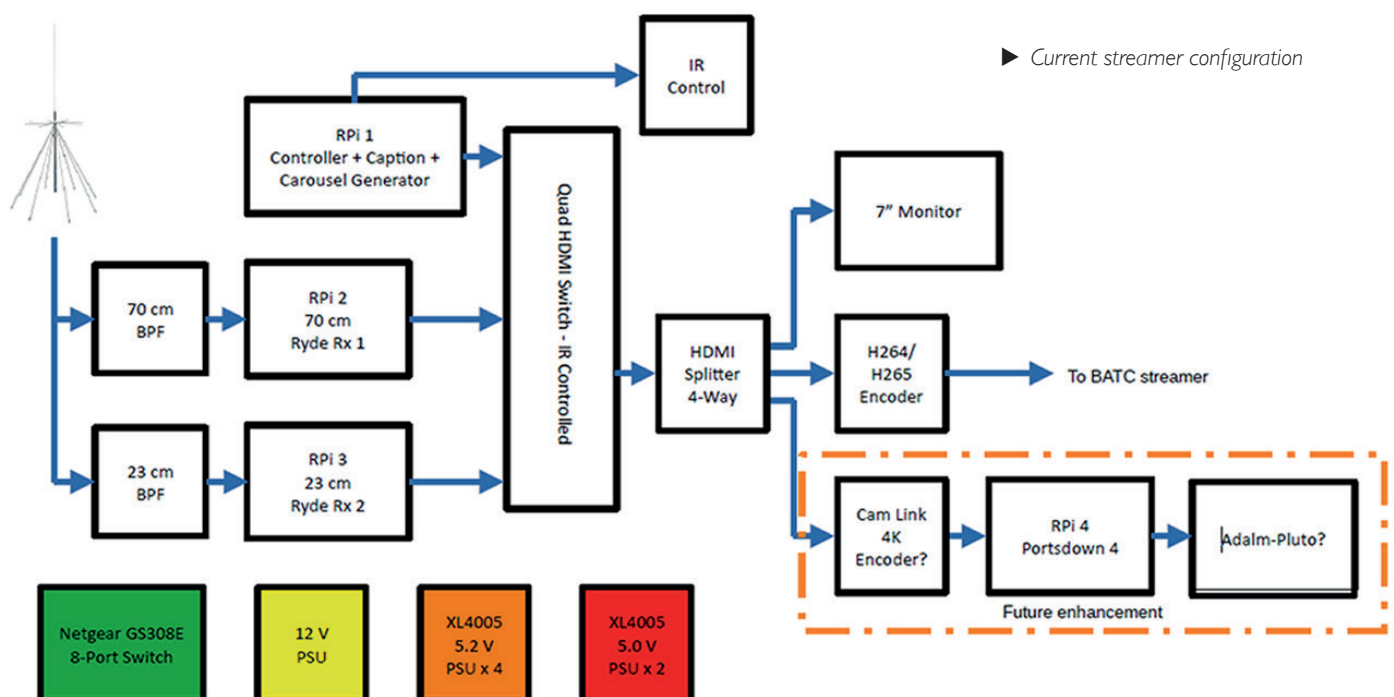 ▶ Current streamer configuration
IR
Control
RPi 1
Controller + Caption +
Carousel Generator
Quad HDMI Switch - IR Controlled
7” Monitor
70 cm
BPF
RPi 2
70 cm
Ryde Rx 1
HDMI
Splitter
4-Way
H264/
H265
Encoder
To BATC streamer
23 cm
BPF
RPi 3
23 cm
Ryde Rx 2
Cam Link
4K
Encoder?
RPi 4
Portsdown 4
Adalm-Pluto?
Future enhancement
Netgear GS308E
8-Port Switch
12 V
PSU
XL4005
5.2 V
PSU x 4
XL4005
5.0 V
PSU x 2